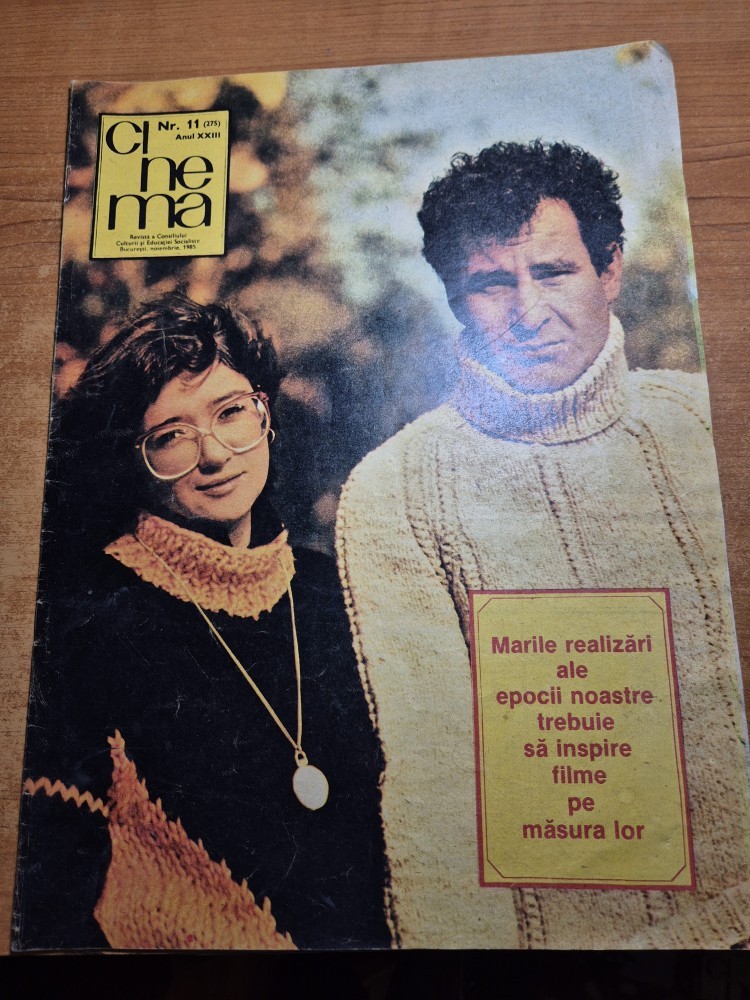 CI
ne
ma
Nr. 11 (275)
Anul XXIII
Revista a Consiliului
Culturii și Educației Socialiste
București, noiembrie, 1985
Marile realizări
ale
epocii noastre
trebuie
să inspire
filme
pe
măsura lor